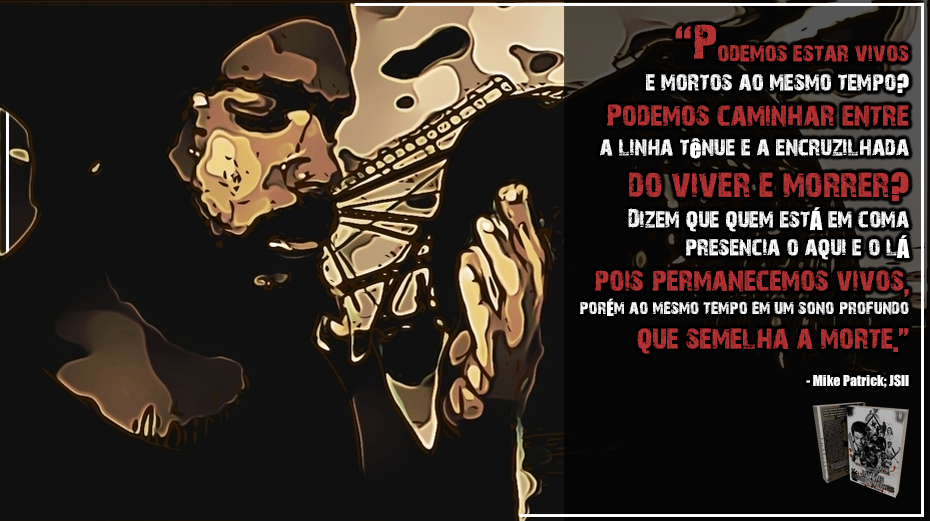 “Podemos estar vivos
e mortos ao mesmo tempo?
Podemos caminhar entre
a linha tênue e a encruzilhada
do viver e morrer?
Dizem que quem está em coma
presencia o aqui e o lá
pois permanecemos vivos,
porém ao mesmo tempo em um sono profundo
que semelha a morte.”
- Mike Patrick; JSII